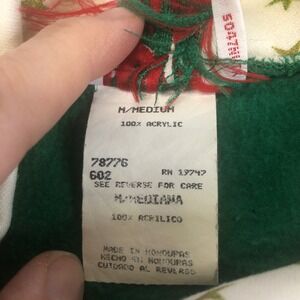 M/MEDIUM
100% ACRYLIC
78776
602 RN 19747
SEE REVERSE FOR CARE
M/MEDIANA
100% ACRILICO
MADE IN HONDURAS
HECHO EN HONDURAS
CUIDADO AL REVERSO